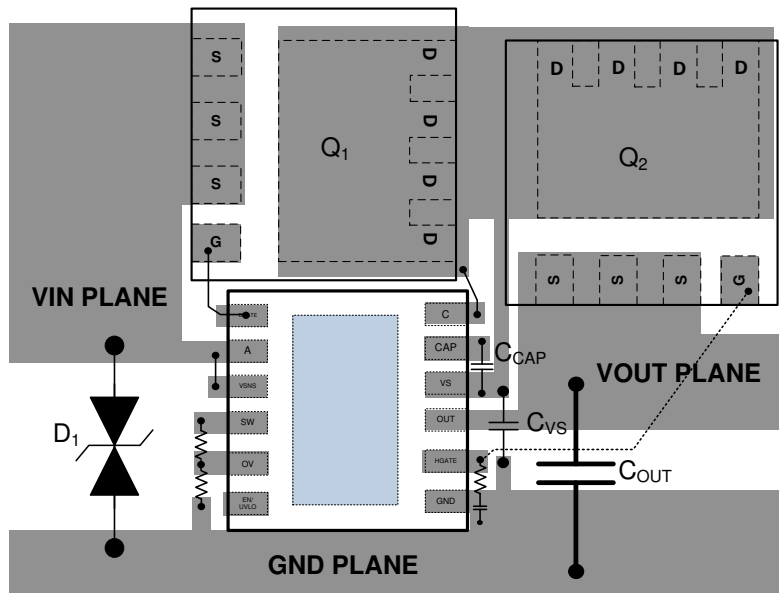 S
S
S
G
Q1
D
D
D
D
D
D
D
D
Q2
S
S
S
G
VIN PLANE
A
VSNS
SW
OV
EN/
UVLO
C
CAP
VS
OUT
HGATE
GND
CCAP
CVS
VOUT PLANE
D1
COUT
GND PLANE